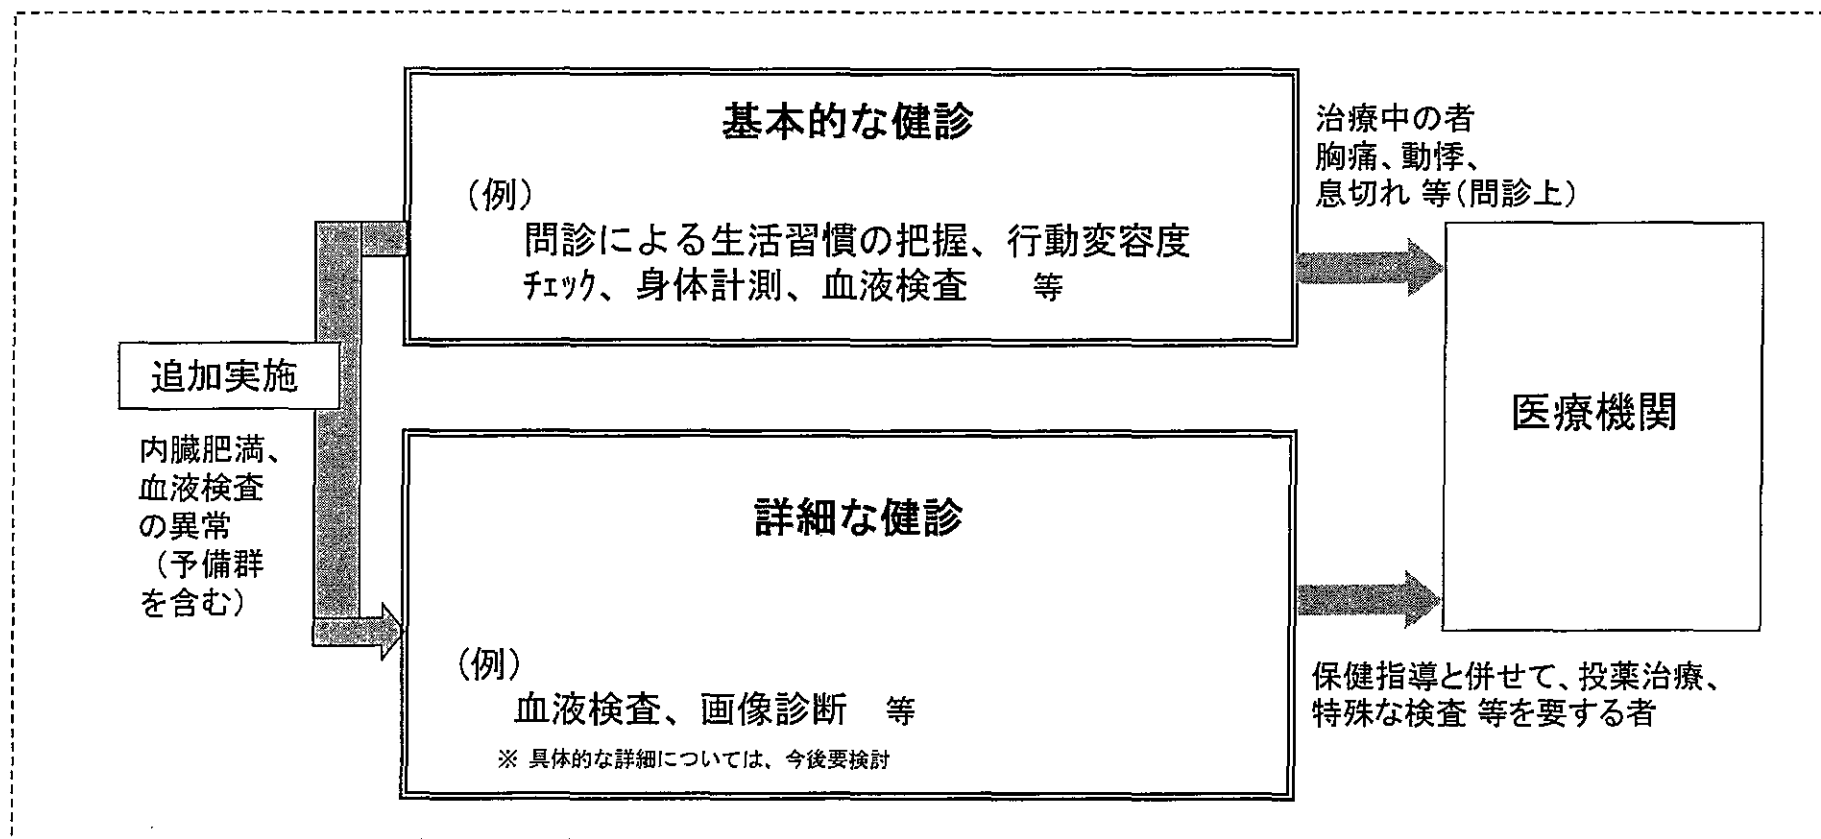 基本的な健診
(例)
問診による生活習慣の把握、行動変容度
ﾁｪｯｸ、身体計測、血液検査 等
治療中の者
胸痛、動悸、
息切れ 等(問診上)
追加実施
内臓肥満、
血液検査
の異常
(予備群
を含む)
医療機関
詳細な健診
(例)
血液検査、画像診断 等
※ 具体的な詳細については、今後要検討
保健指導と併せて、投薬治療、
特殊な検査 等を要する者